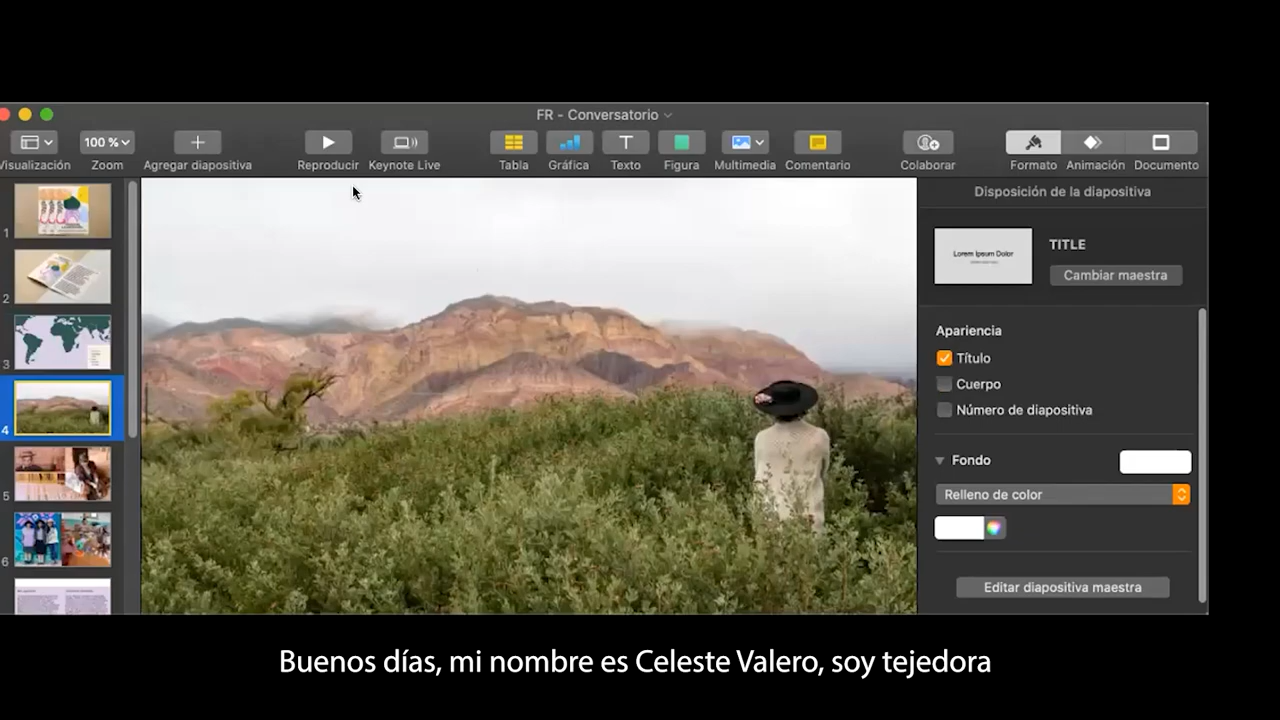 FR - Conversatorio
100 %
Visualización Zoom Agregar diapositiva Reproducir Keynote Live Tabla Gráfica Texto Figura Multimedia Comentario Colaborar Formato Animación Documento
1
2
3
4
5
6
Disposición de la diapositiva
Lorem Ipsum Dolor
TITLE
Cambiar maestra
Apariencia
Título
Cuerpo
Número de diapositiva
Fondo
Relleno de color
Editar diapositiva maestra
Buenos días, mi nombre es Celeste Valero, soy tejedora